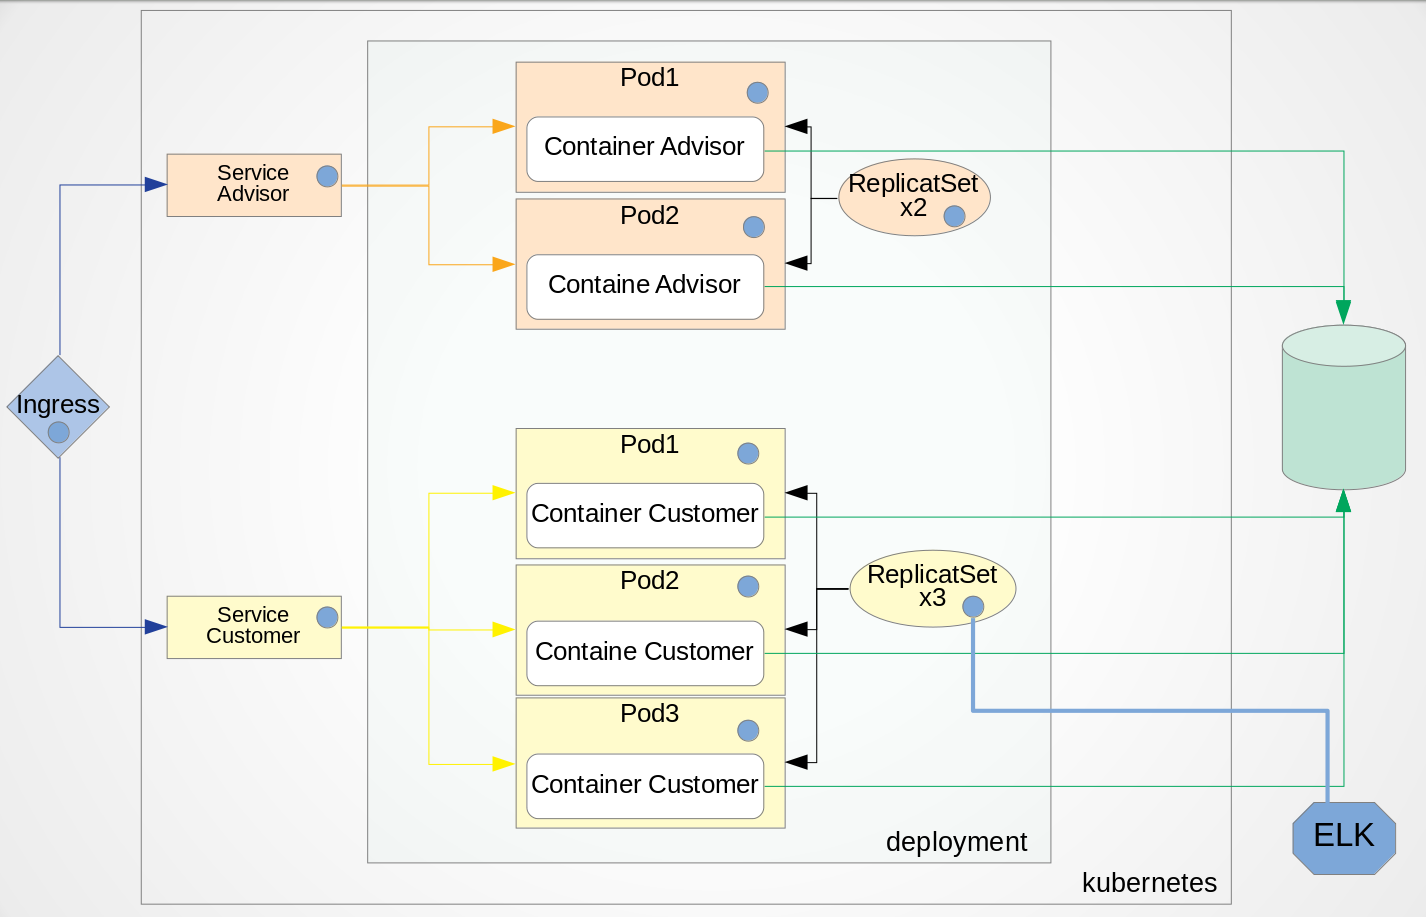 Pod1
Container Advisor
Service
Advisor
ReplicatSet
x2
Pod2
Containe Advisor
Ingress
Pod1
Container Customer
Service
Customer
Pod2
Containe Customer
ReplicatSet
x3
Pod3
Container Customer
deployment
kubernetes
ELK